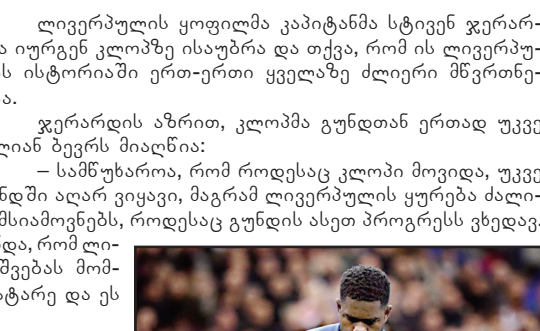 ლივერპულის ყოფილმა კაპიტანმა სტივენ ჯერარ-
ა იურგენ კლოპზე ისაუბრა და თქვა, რომ ის ლივერპუ-
ს ისტორიაში ერთ-ერთი ყველაზე ძლიერი მწვრთნე-
ა.
ჯერარდის აზრით, კლოპმა გუნდთან ერთად უკვე
ლიან ბევრს მიაღწია:
– სამწუხაროა, რომ როდესაც კლოპი მოვიდა, უკვე
ნდში აღარ ვიყავი, მაგრამ ლივერპულის ყურება ძალი-
მსიამოვნებს, როდესაც გუნდის ასეთ პროგრესს ვხედავ.
და, რომ ლი-
შვებას მომ-
ატარე და ეს